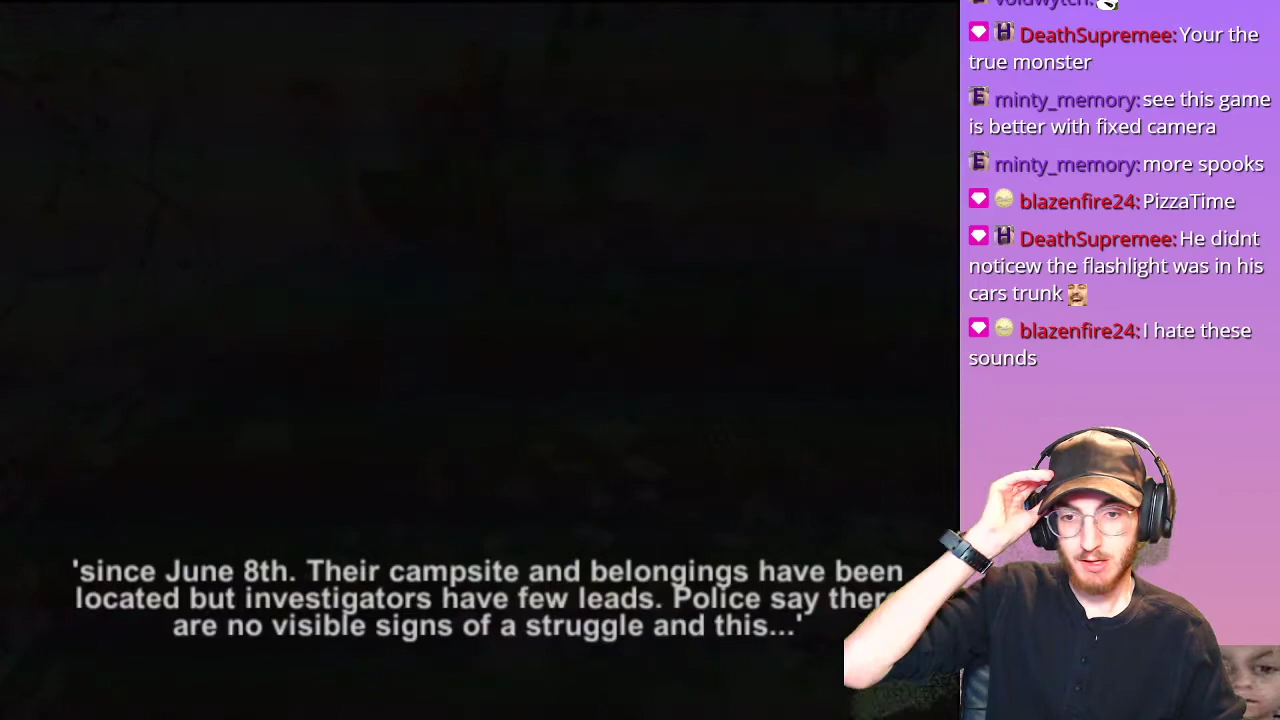 DeathSupremee: Your the
true monster
minty_memory: see this game
is better with fixed camera
minty_memory: more spooks
blazenfire24: PizzaTime
DeathSupremee: He didnt
noticew the flashlight was in his
cars trunk
blazenfire24: I hate these
sounds
'since June 8th. Their campsite and belongings have been
located but investigators have few leads. Police say there
are no visible signs of a struggle and this...'